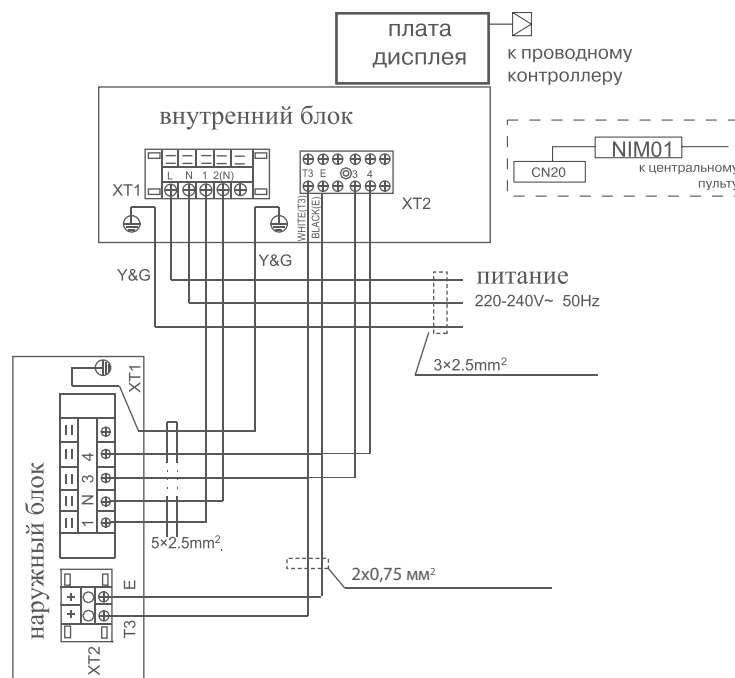 плата
дисплея
к проводному
контроллеру
внутренний блок
NIM01
CN20
к центральному
пульту
L N 1 2(N)
XT1
T3 E 3 4
XT2
WHITE(T3)
BLACK(E)
Y&G
Y&G
питание
220-240V~ 50Hz
3×2.5mm²
XT1
наружный блок
4
3
N
1
5×2.5mm²
2x0,75 мм²
E
T3
XT2